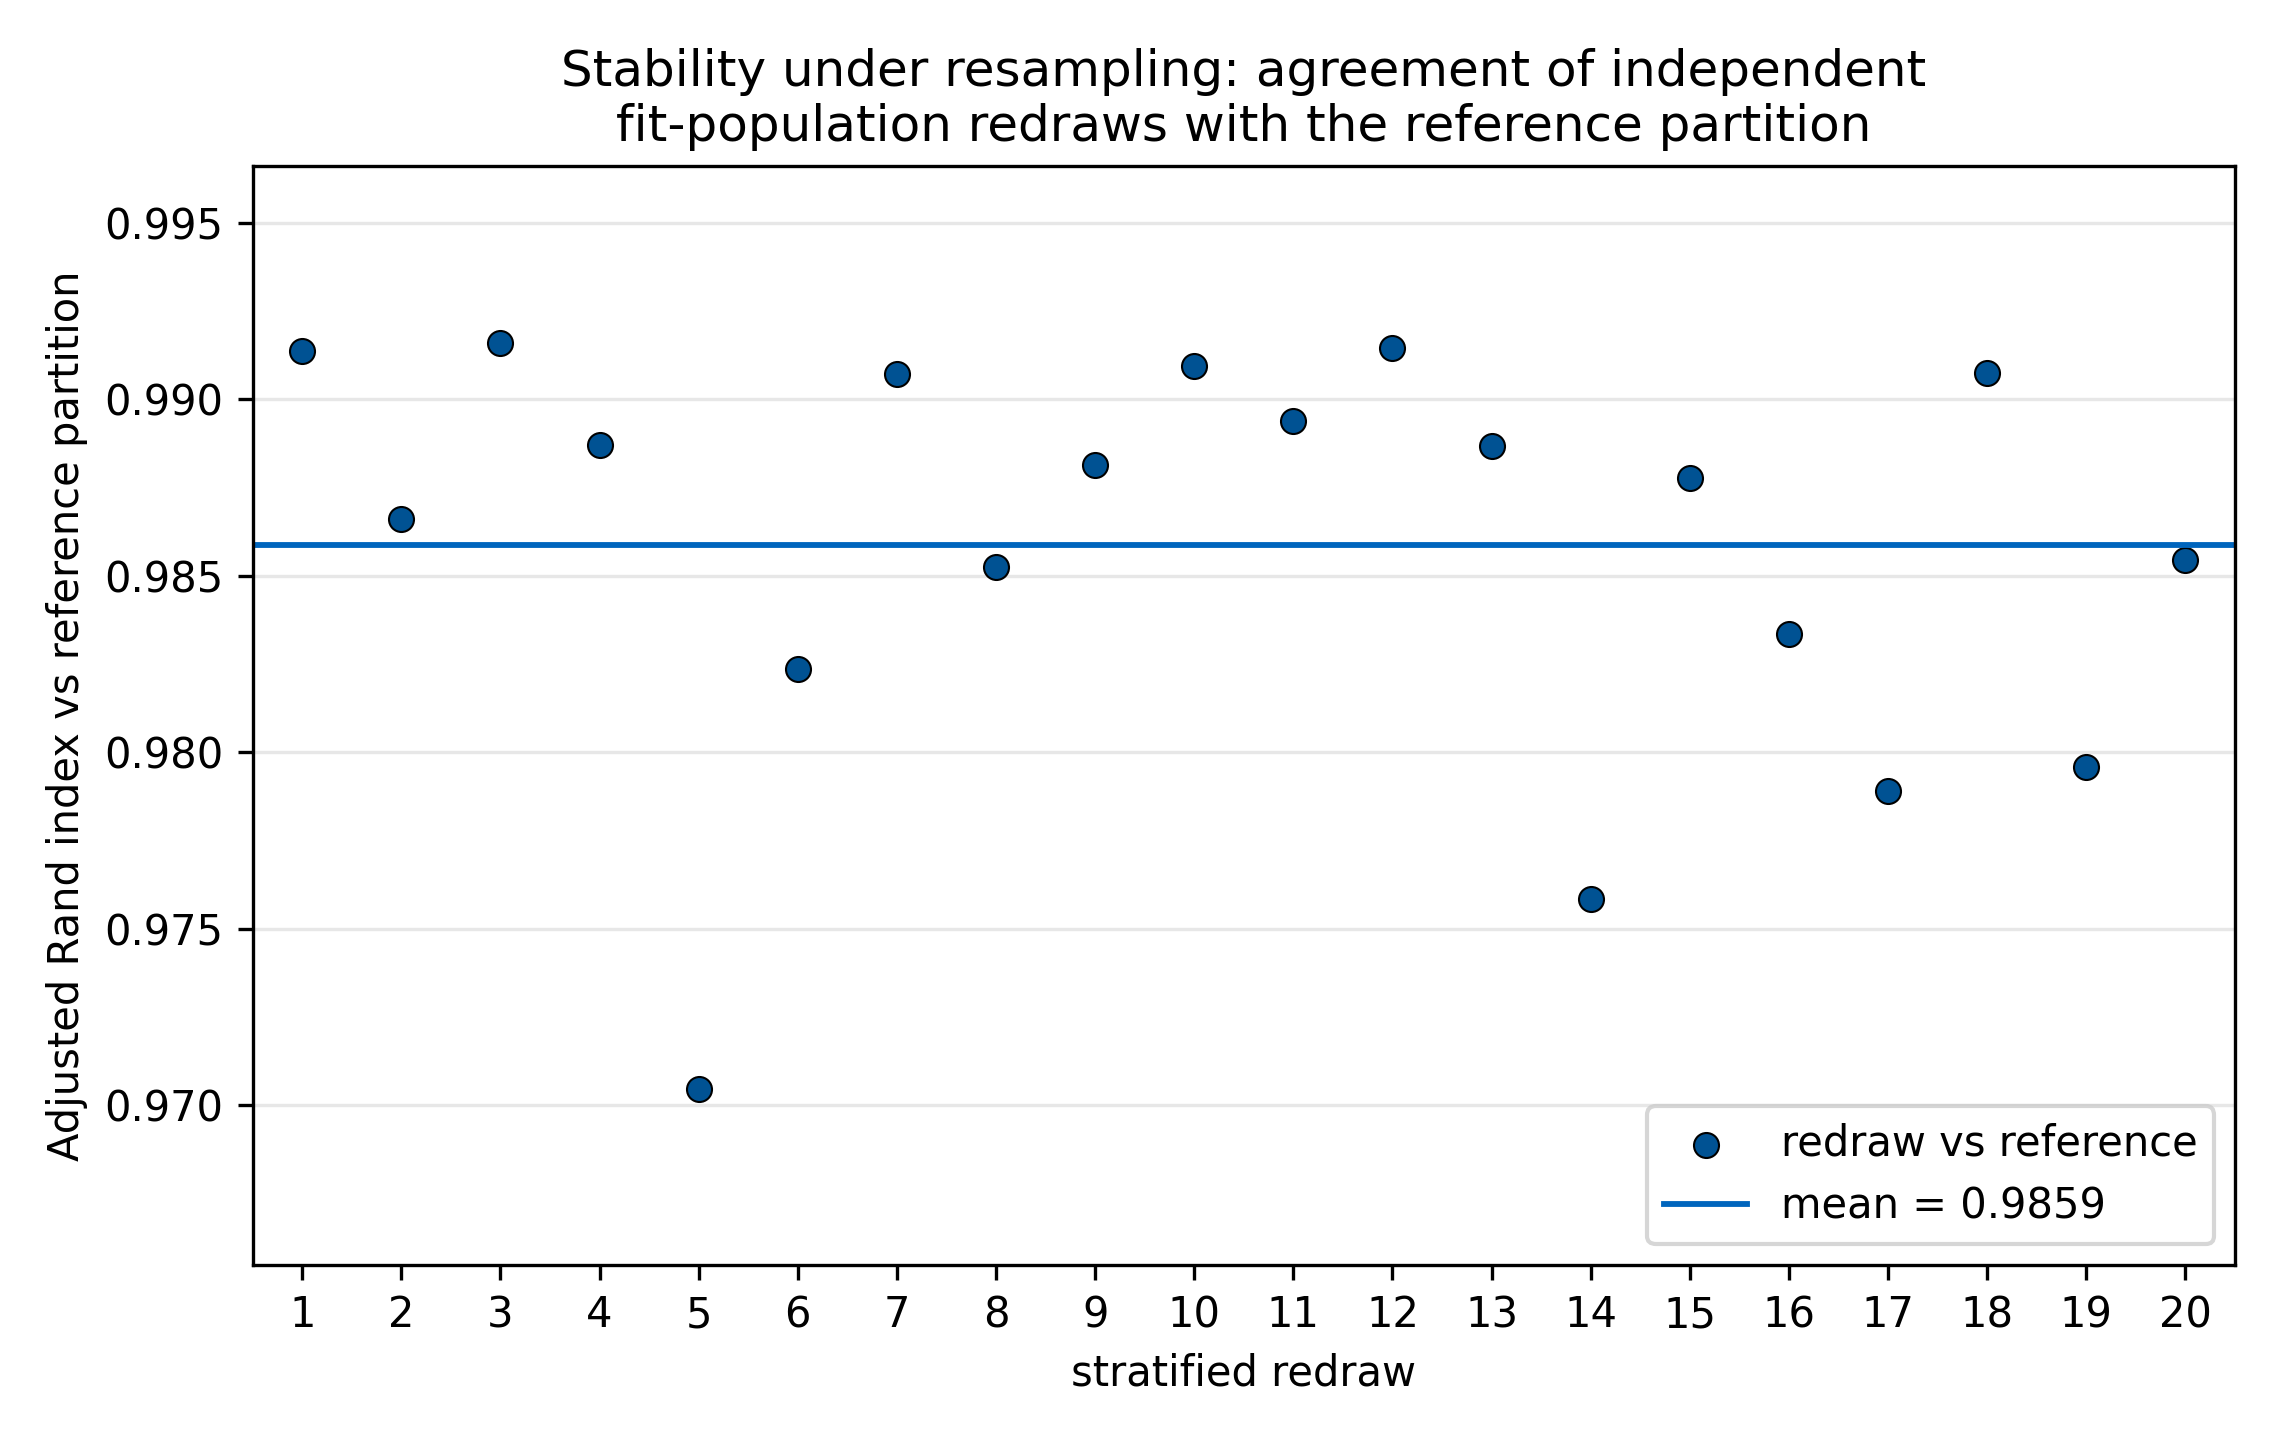 Stability under resampling: agreement of independent
fit-population redraws with the reference partition
Adjusted Rand index vs reference partition
0.995
0.990
0.985
0.980
0.975
0.970
redraw vs reference
mean = 0.9859
1 2 3 4 5 6 7 8 9 10 11 12 13 14 15 16 17 18 19 20
stratified redraw